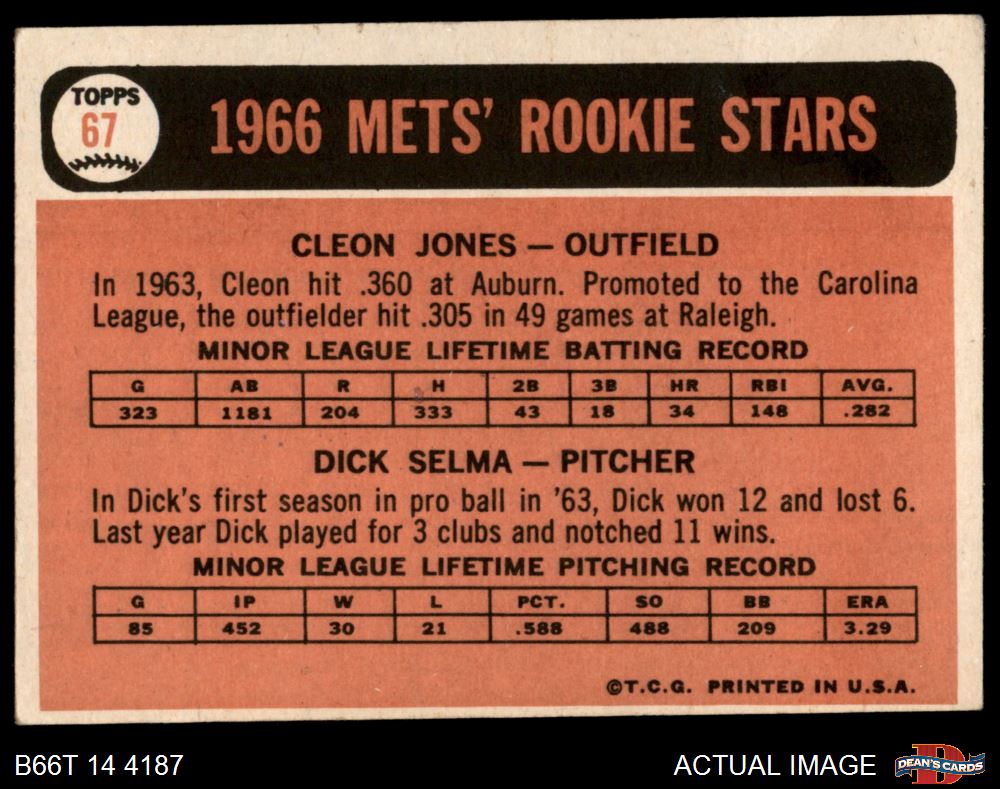 TOPPS
67
1966 METS' ROOKIE STARS
CLEON JONES — OUTFIELD
In 1963, Cleon hit .360 at Auburn. Promoted to the Carolina
League, the outfielder hit .305 in 49 games at Raleigh.
MINOR LEAGUE LIFETIME BATTING RECORD
G AB R H 2B 3B HR RBI AVG.
323 1181 204 333 43 18 34 148 .282
DICK SELMA — PITCHER
In Dick's first season in pro ball in '63, Dick won 12 and lost 6.
Last year Dick played for 3 clubs and notched 11 wins.
MINOR LEAGUE LIFETIME PITCHING RECORD
G IP W L PCT. SO BB ERA
85 452 30 21 .588 488 209 3.29
©T.C.G. PRINTED IN U.S.A.
B66T 14 4187
ACTUAL IMAGE
D
DEAN'S CARDS